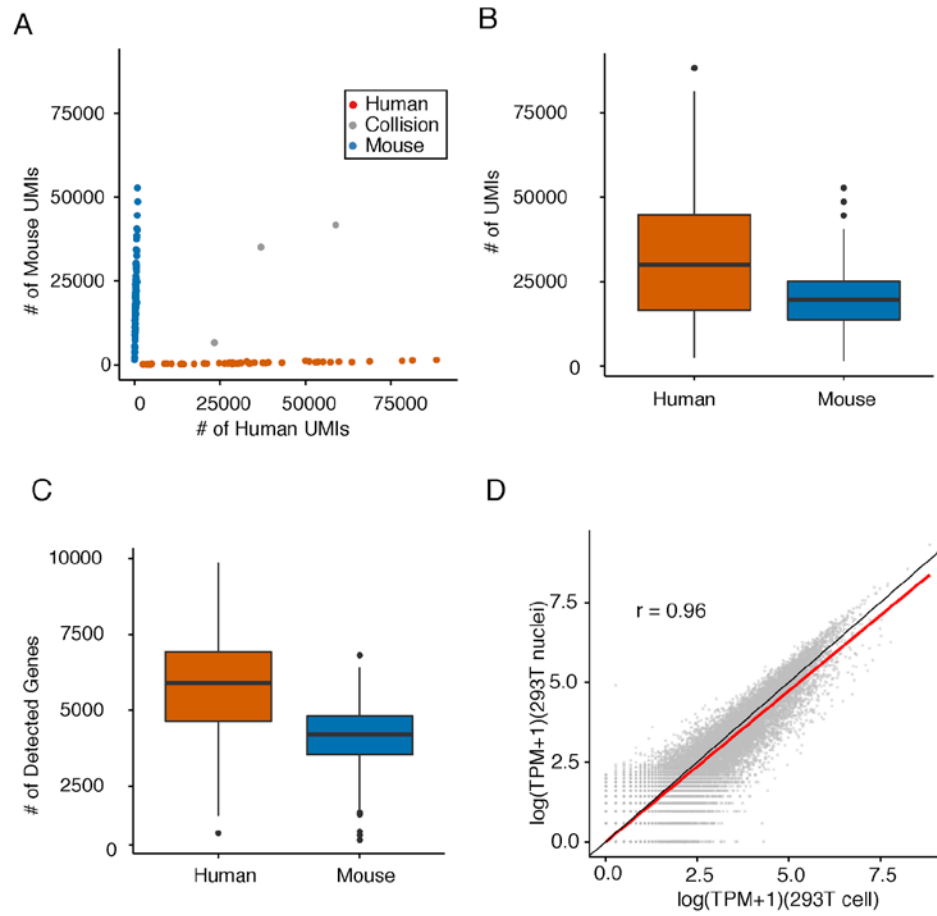 A
# of Mouse UMIs
75000
50000
25000
0
Human
Collision
Mouse
0 25000 50000 75000
# of Human UMIs
B
# of UMIs
75000
50000
25000
0
Human Mouse
C
# of Detected Genes
10000
7500
5000
2500
0
Human Mouse
D
log(TPM+1)(293T nuclei)
7.5
5.0
2.5
0.0
r = 0.96
0.0 2.5 5.0 7.5
log(TPM+1)(293T cell)